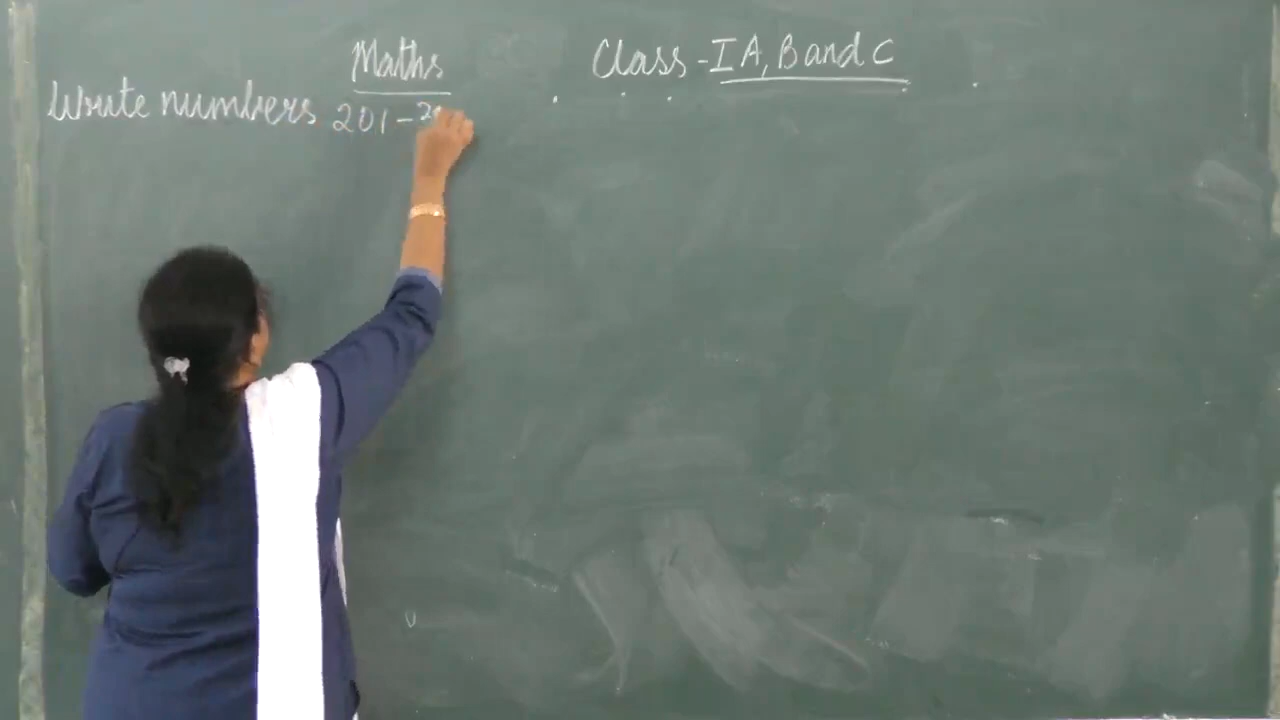 Maths Class - I A, B and C
Write numbers 201 -